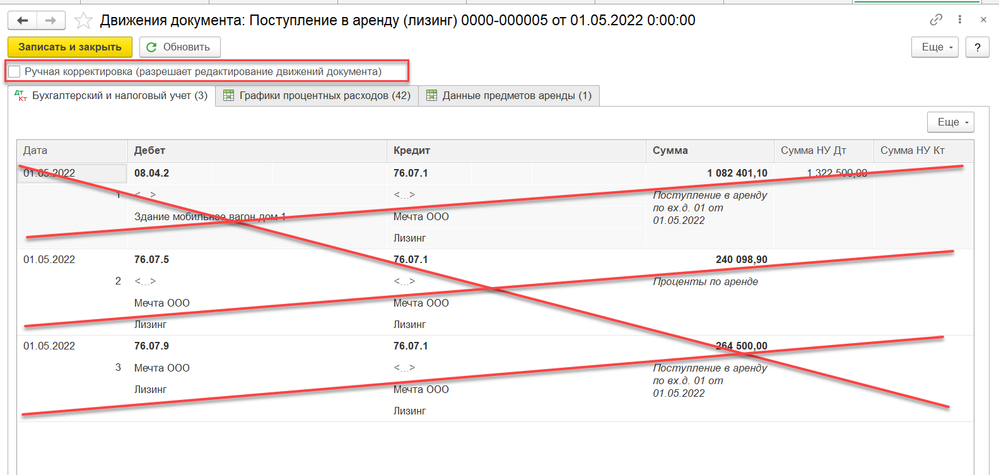 Движения документа: Поступление в аренду (лизинг) 0000-000005 от 01.05.2022 0:00:00
Записать и закрыть Обновить Еще ?
Ручная корректировка (разрешает редактирование движений документа)
Дт Кт Бухгалтерский и налоговый учет (3) Графики процентных расходов (42) Данные предметов аренды (1)
Еще
Дата Дебет Кредит Сумма Сумма НУ Дт Сумма НУ Кт
01.05.2022 08.04.2 76.07.1 1 082 401,10 1 322 500,00
1 <...> <...> Поступление в аренду
по вх.д. 01 от
Здание мобильное вагон дом 1 Мечта ООО 01.05.2022
Лизинг
01.05.2022 76.07.5 76.07.1 240 098,90
2 <...> <...> Проценты по аренде
Мечта ООО Мечта ООО
Лизинг Лизинг
01.05.2022 76.07.9 76.07.1 264 500,00
3 Мечта ООО <...> Поступление в аренду
по вх.д. 01 от
Лизинг Мечта ООО 01.05.2022
Лизинг